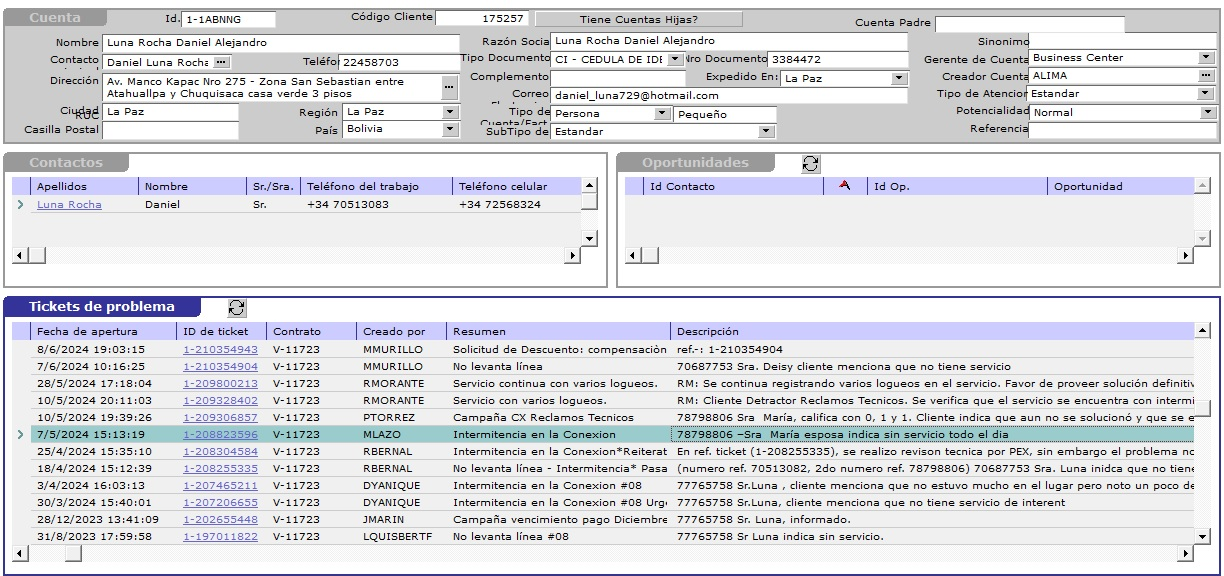 Cuenta Id. 1-1ABNNG Código Cliente 175257 Tiene Cuentas Hijas? Cuenta Padre
Nombre Luna Rocha Daniel Alejandro Razón Socia Luna Rocha Daniel Alejandro Sinonimo
Contacto Daniel Luna Rocha Teléfor 22458703 Tipo Documento CI - CEDULA DE IDE Nro Documento 3384472 Gerente de Cuenta Business Center
Dirección Av. Manco Kapac Nro 275 - Zona San Sebastian entre Atahuallpa y Chuquisaca casa verde 3 pisos Complemento Expedido En: La Paz Creador Cuenta ALIMA
Correo daniel_luna729@hotmail.com Tipo de Atencion Estandar
Ciudad La Paz Región La Paz Tipo de Persona Pequeño Potencialidad Normal
RUC
Cuenta/Fact
Casilla Postal País Bolivia SubTipo de Estandar Referencia
Contactos
Apellidos Nombre Sr./Sra. Teléfono del trabajo Teléfono celular
Luna Rocha Daniel Sr. +34 70513083 +34 72568324
Oportunidades
Id Contacto Id Op. Oportunidad
Tickets de problema
Fecha de apertura ID de ticket Contrato Creado por Resumen Descripción
8/6/2024 19:03:15 1-210354943 V-11723 MMURILLO Solicitud de Descuento: compensaciòn ref.-: 1-210354904
7/6/2024 10:16:25 1-210354904 V-11723 MMURILLO No levanta línea 70687753 Sra. Deisy cliente menciona que no tiene servicio
28/5/2024 17:18:04 1-209800213 V-11723 RMORANTE Servicio continua con varios logueos. RM: Se continua registrando varios logueos en el servicio. Favor de proveer solución definitiv
10/5/2024 20:11:03 1-209328402 V-11723 RMORANTE Servicio con varios logueos. RM: Cliente Detractor Reclamos Tecnicos. Se verifica que el servicio se encuentra con intermi
10/5/2024 19:39:26 1-209306857 V-11723 PTORREZ Campaña CX Reclamos Tecnicos 78798806 Sra María, califica con 0, 1 y 1. Cliente indica que aun no se solucionó y que se e
7/5/2024 15:13:19 1-208823596 V-11723 MLAZO Intermitencia en la Conexion 78798806 –Sra María esposa indica sin servicio todo el dia
25/4/2024 15:35:10 1-208304584 V-11723 RBERNAL Intermitencia en la Conexion*Reiterat En ref. ticket (1-208255335), se realizo revison tecnica por PEX, sin embargo el problema no
18/4/2024 15:12:39 1-208255335 V-11723 RBERNAL No levanta línea - Intermitencia* Pasa (numero ref. 70513082, 2do numero ref. 78798806) 70687753 Sra. Luna inidca que no tiene
3/4/2024 16:03:13 1-207465211 V-11723 DYANIQUE Intermitencia en la Conexion #08 77765758 Sr.Luna , cliente menciona que no estuvo mucho en el lugar pero noto un poco de
30/3/2024 15:40:01 1-207206655 V-11723 DYANIQUE Intermitencia en la Conexion #08 Urg 77765758 Sr.Luna, cliente menciona que no tiene servicio de interent
28/12/2023 13:41:09 1-202655448 V-11723 JMARIN Campaña vencimiento pago Diciembre 77765758 Sr. Luna, informado.
31/8/2023 17:59:58 1-197011822 V-11723 LQUISBERTF No levanta línea #08 77765758 Sr Luna indica sin servicio.